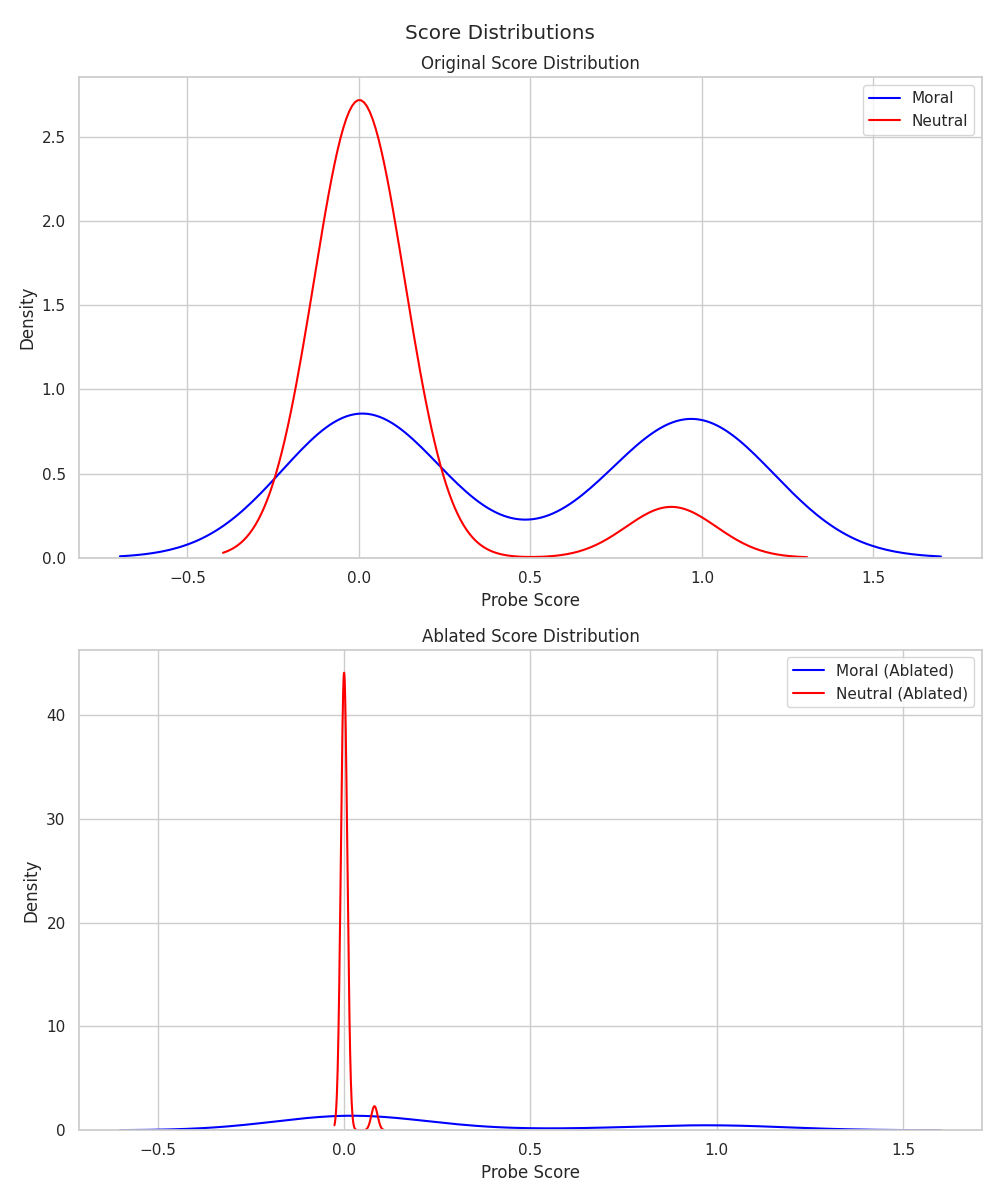 Score Distributions
Original Score Distribution
Moral
Neutral
2.5
2.0
1.5
1.0
0.5
0.0
Density
−0.5
0.0
0.5
1.0
1.5
Probe Score
Ablated Score Distribution
Moral (Ablated)
Neutral (Ablated)
40
30
20
10
0
Density
−0.5
0.0
0.5
1.0
1.5
Probe Score